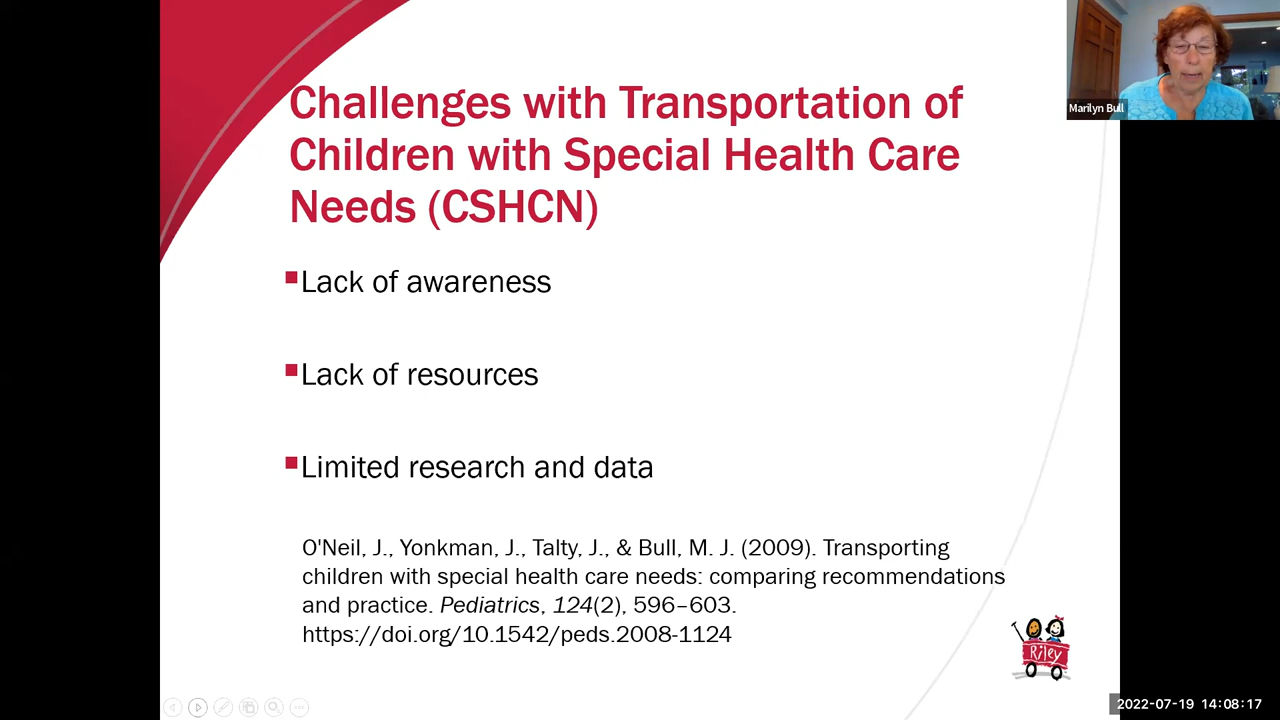 Marilyn Bull
Challenges with Transportation of
Children with Special Health Care
Needs (CSHCN)
Lack of awareness
Lack of resources
Limited research and data
O'Neil, J., Yonkman, J., Talty, J., & Bull, M. J. (2009). Transporting
children with special health care needs: comparing recommendations
and practice. Pediatrics, 124(2), 596–603.
https://doi.org/10.1542/peds.2008-1124
Riley
2022-07-19 14:08:17